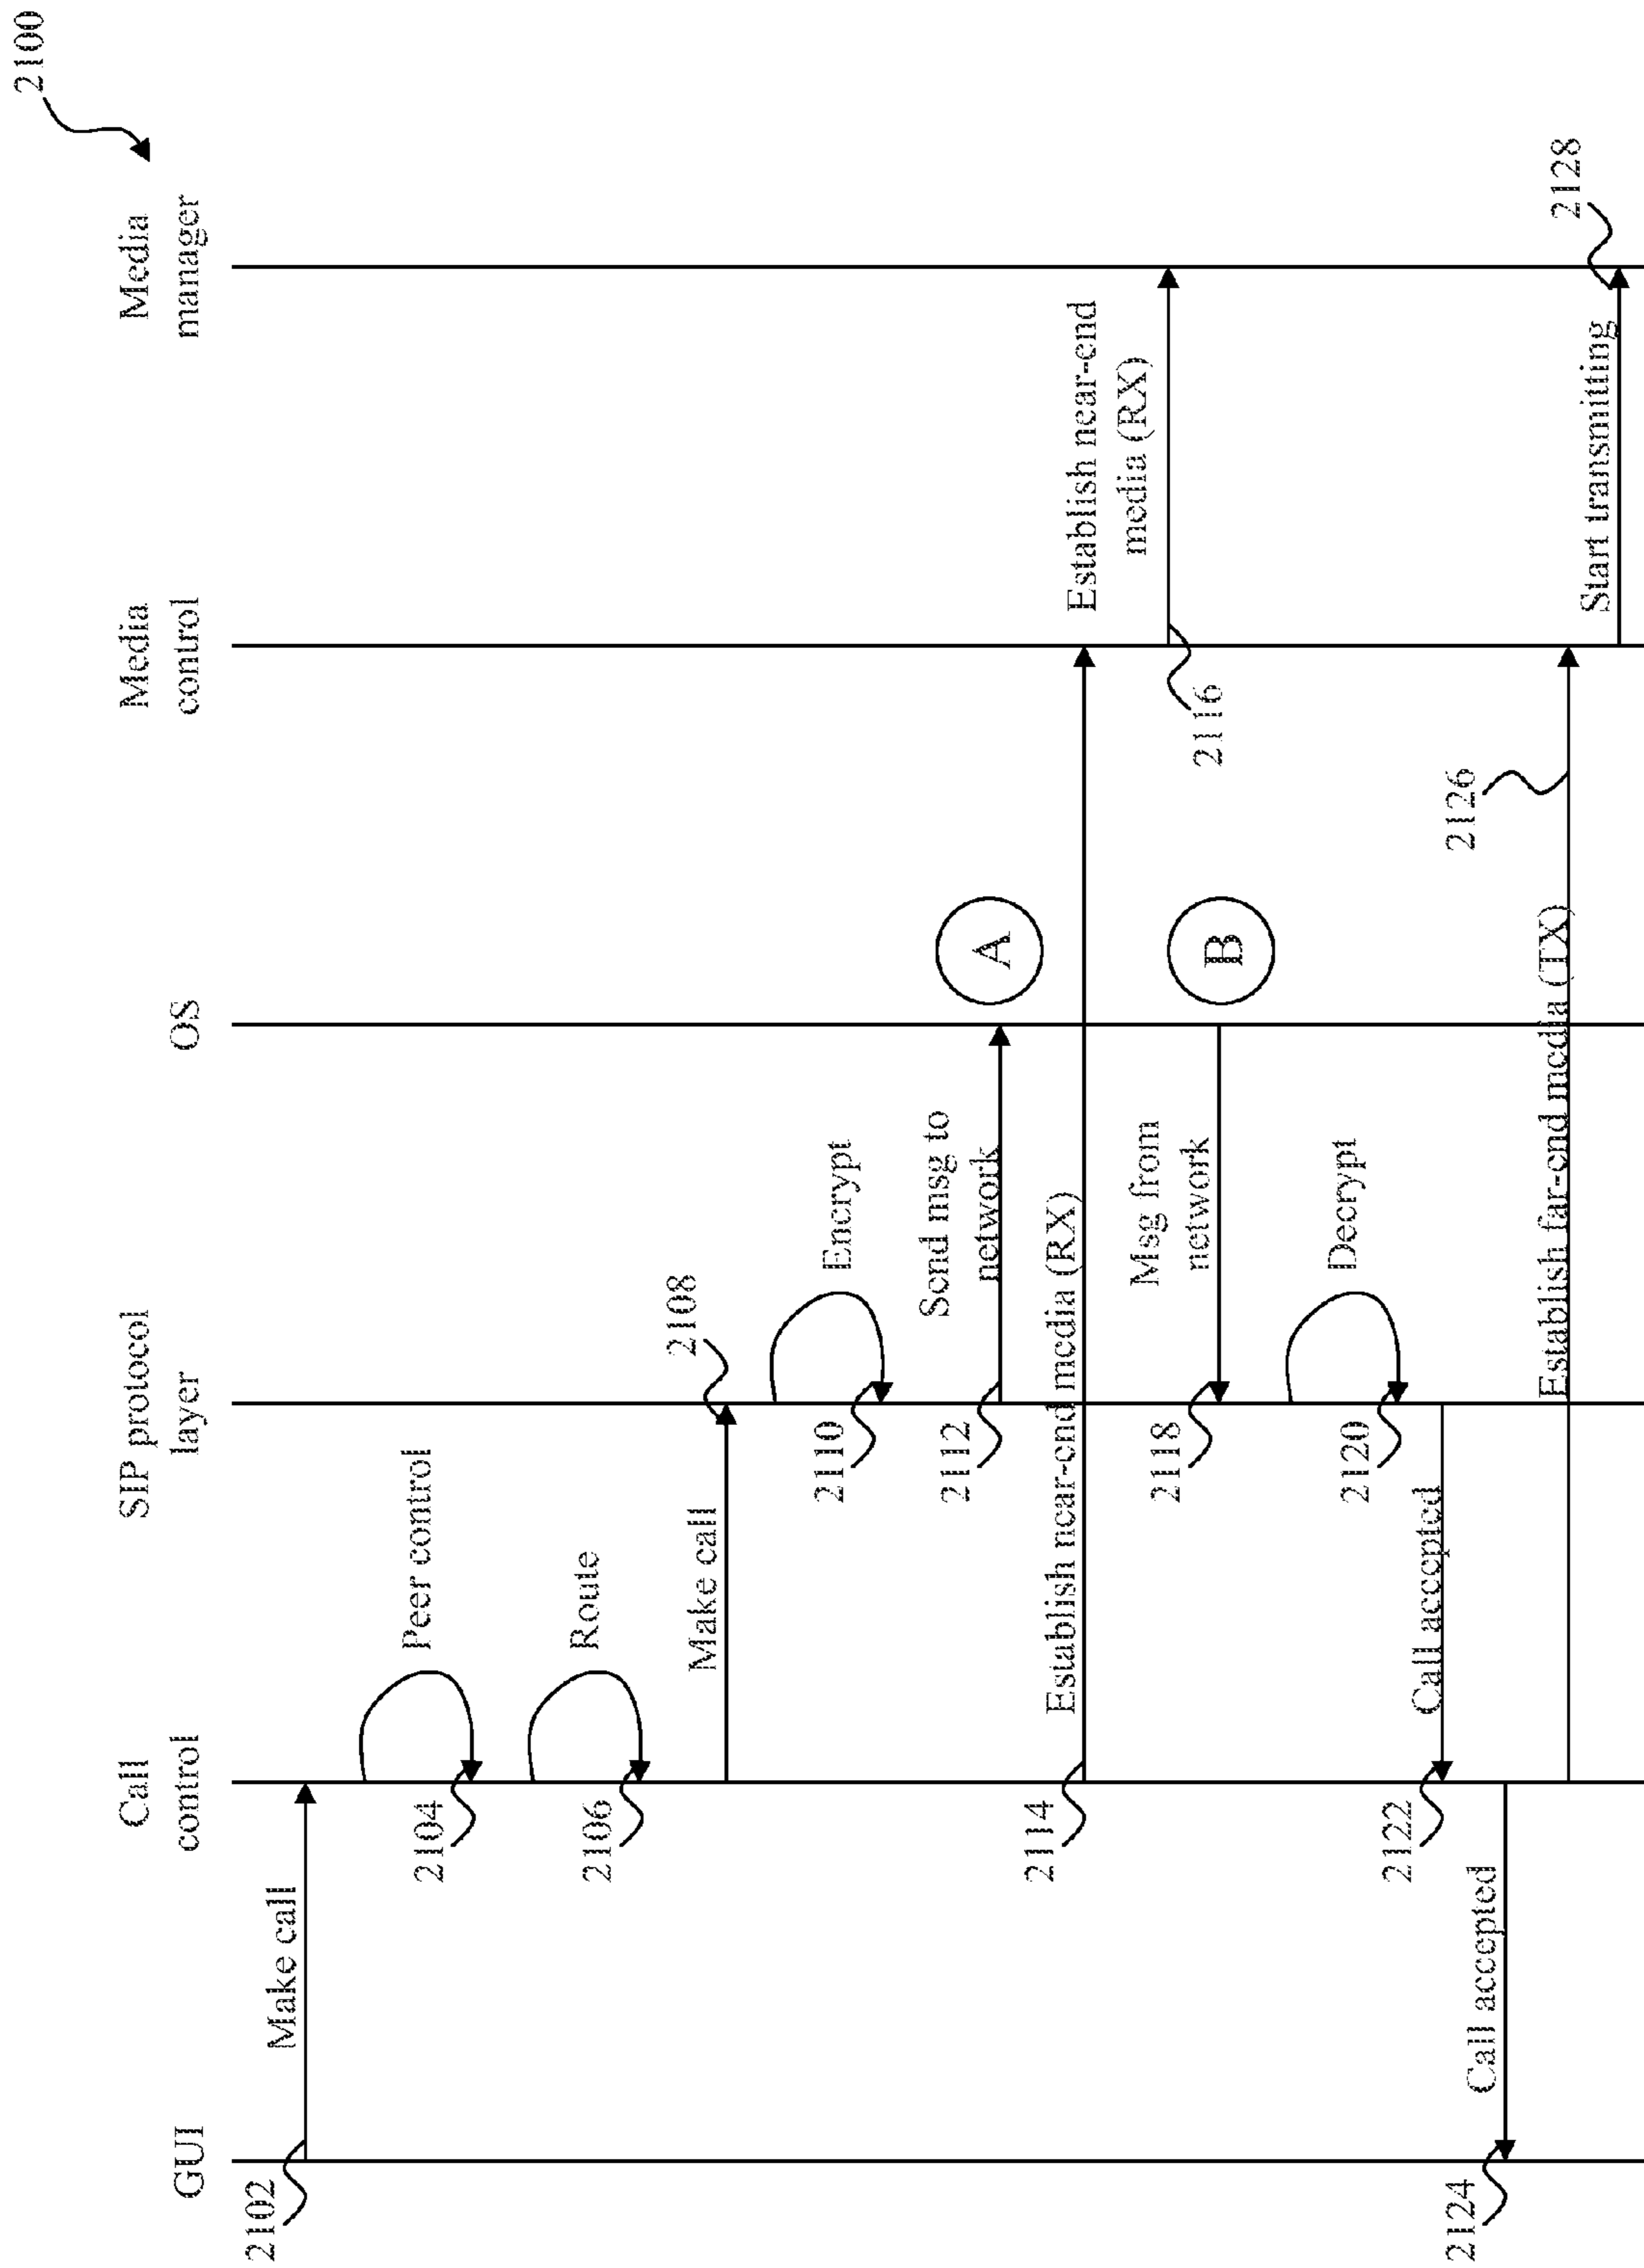 2100
GUI
Call
control
SIP protocol
layer
OS
Media
control
Media
manager
2102
Make call
Peer control
2104
Route
2106
Make call
2108
Encrypt
2110
Send msg to
network
2112
A
Establish near-end media (RX)
2114
Establish near-end
media (RX)
2116
Msg from
network
2118
B
Decrypt
2120
Call accepted
2122
Call accepted
2124
Establish far-end media (TX)
2126
Start transmitting
2128